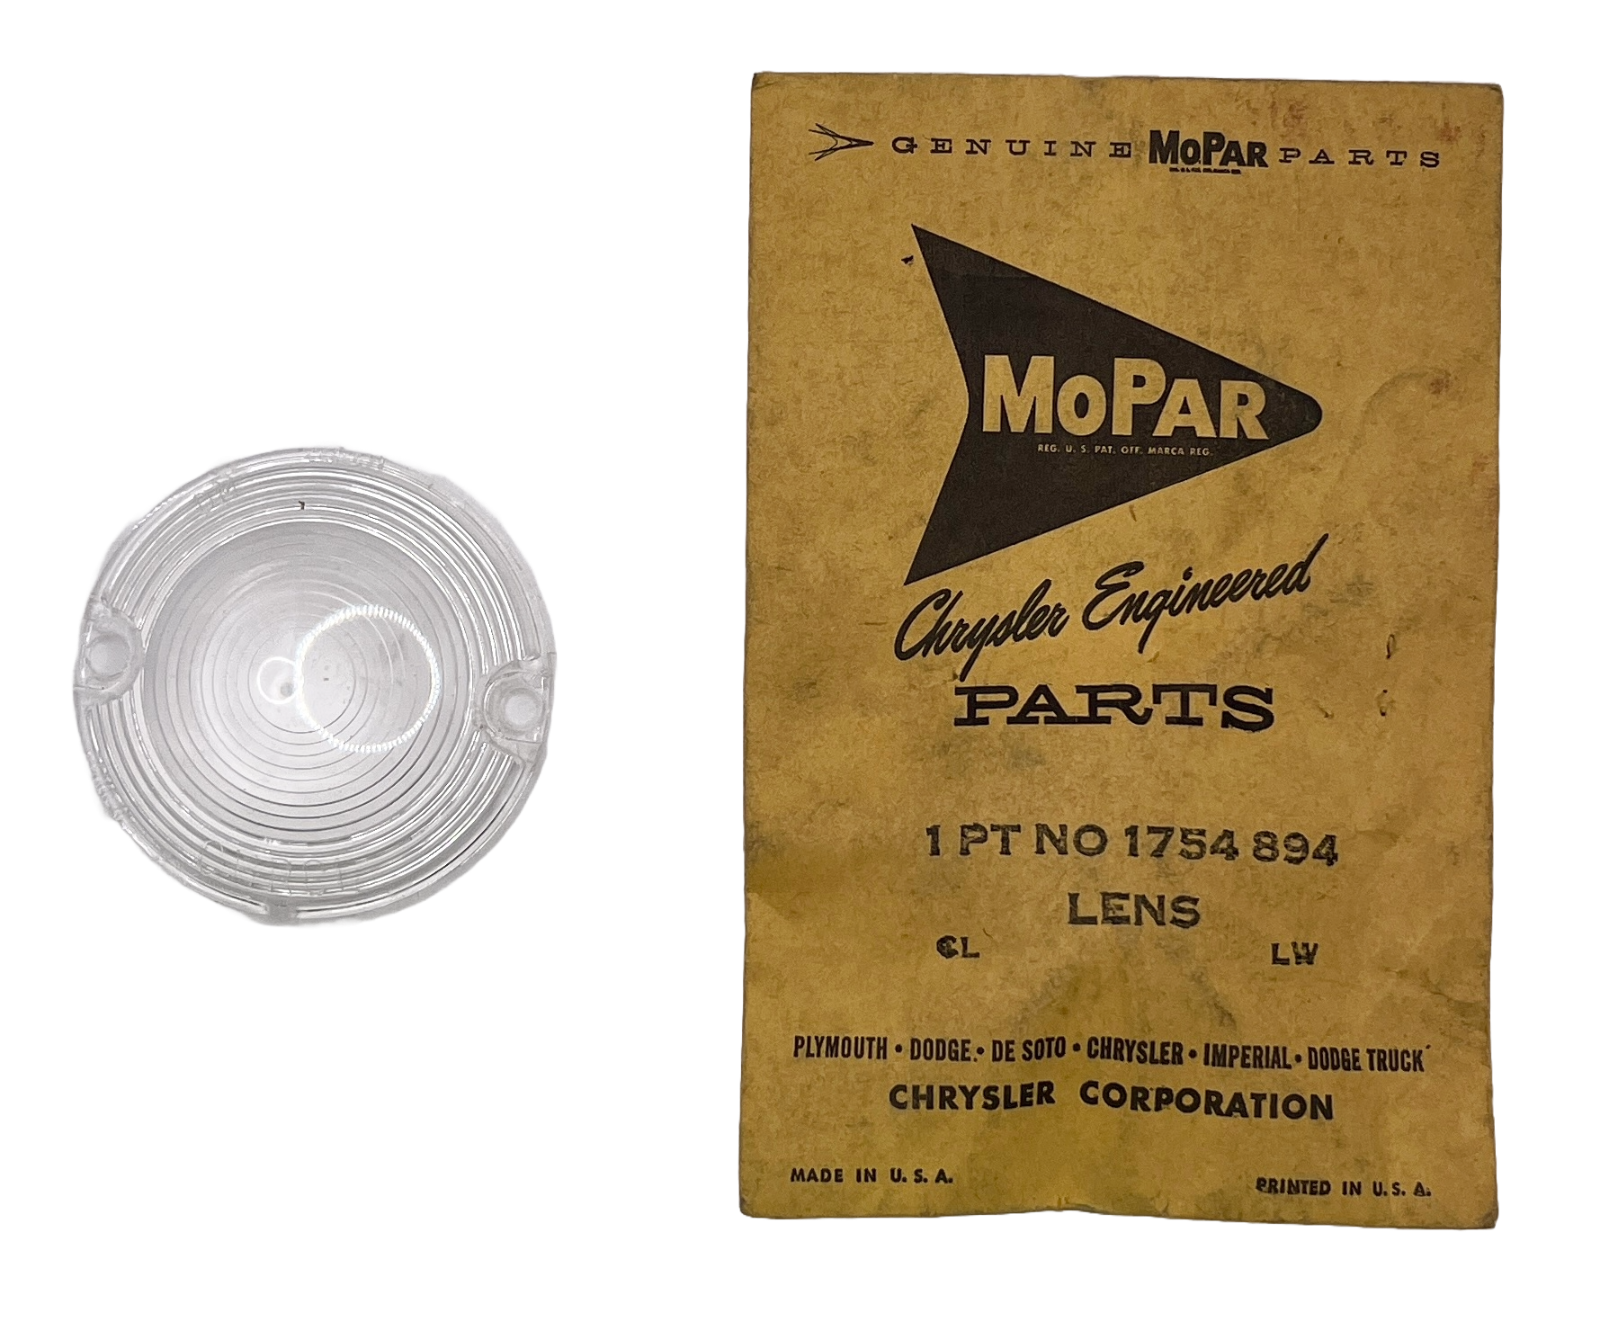 GENUINE MOPAR PARTS
MOPAR
REG. U. S. PAT. OFF. MARCA REG.
Chrysler Engineered
PARTS
1 PT NO 1754 894
LENS
CL LW
PLYMOUTH • DODGE • DE SOTO • CHRYSLER • IMPERIAL • DODGE TRUCK
CHRYSLER CORPORATION
MADE IN U. S. A. PRINTED IN U. S. A.